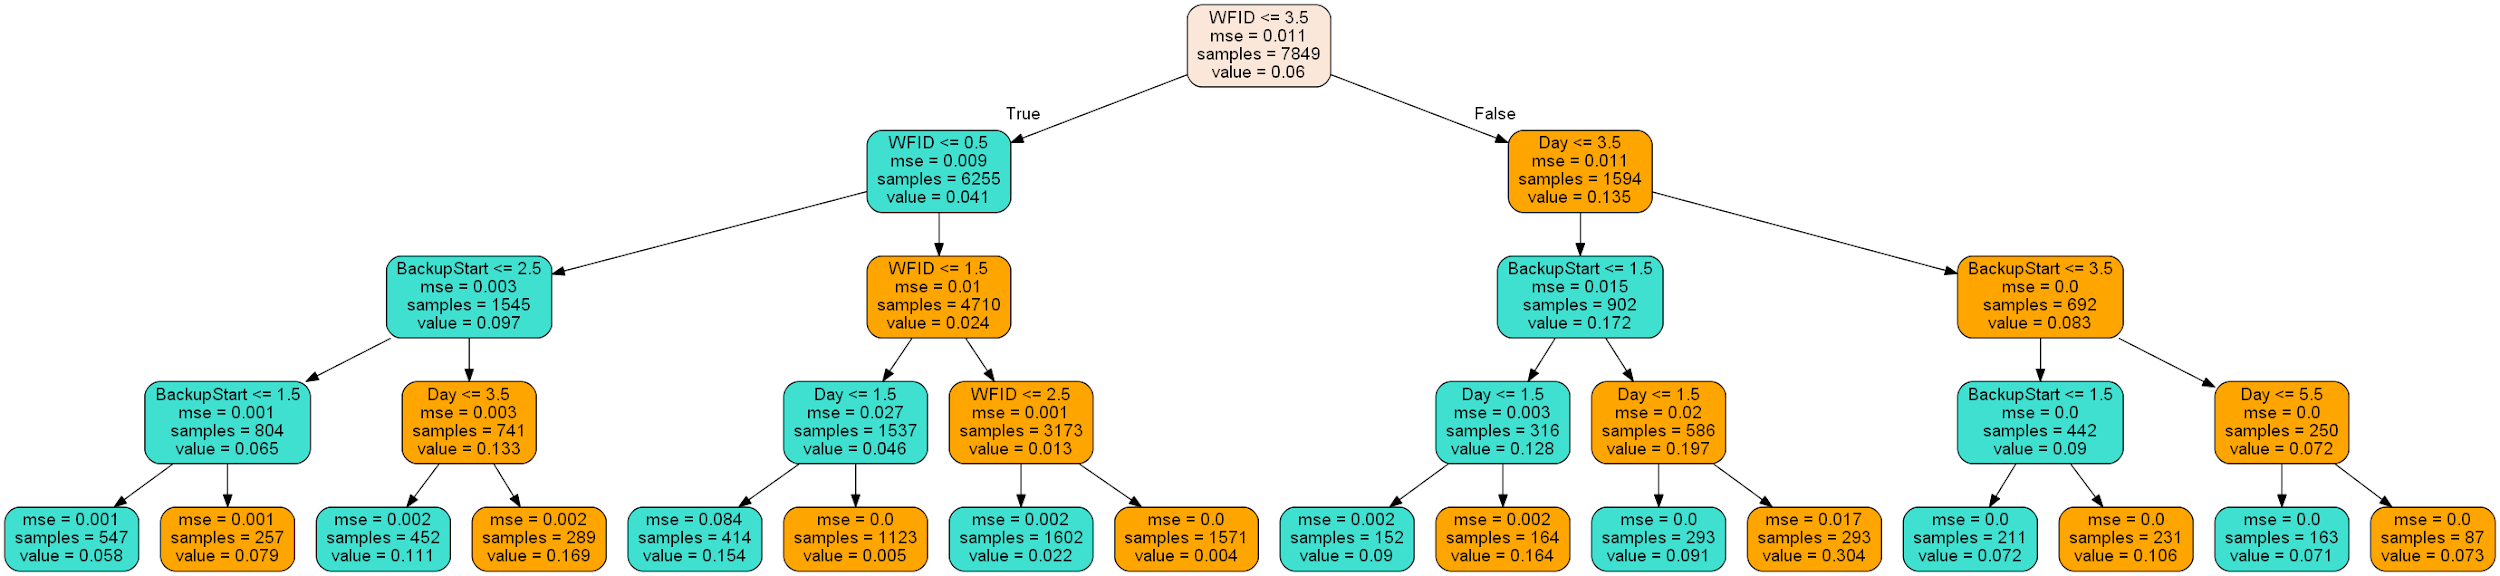 WFID <= 3.5
mse = 0.011
samples = 7849
value = 0.06
True
False
WFID <= 0.5
mse = 0.009
samples = 6255
value = 0.041
Day <= 3.5
mse = 0.011
samples = 1594
value = 0.135
BackupStart <= 2.5
mse = 0.003
samples = 1545
value = 0.097
WFID <= 1.5
mse = 0.01
samples = 4710
value = 0.024
BackupStart <= 1.5
mse = 0.015
samples = 902
value = 0.172
BackupStart <= 3.5
mse = 0.0
samples = 692
value = 0.083
BackupStart <= 1.5
mse = 0.001
samples = 804
value = 0.065
Day <= 3.5
mse = 0.003
samples = 741
value = 0.133
Day <= 1.5
mse = 0.027
samples = 1537
value = 0.046
WFID <= 2.5
mse = 0.001
samples = 3173
value = 0.013
Day <= 1.5
mse = 0.003
samples = 316
value = 0.128
Day <= 1.5
mse = 0.02
samples = 586
value = 0.197
BackupStart <= 1.5
mse = 0.0
samples = 442
value = 0.09
Day <= 5.5
mse = 0.0
samples = 250
value = 0.072
mse = 0.001
samples = 547
value = 0.058
mse = 0.001
samples = 257
value = 0.079
mse = 0.002
samples = 452
value = 0.111
mse = 0.002
samples = 289
value = 0.169
mse = 0.084
samples = 414
value = 0.154
mse = 0.0
samples = 1123
value = 0.005
mse = 0.002
samples = 1602
value = 0.022
mse = 0.0
samples = 1571
value = 0.004
mse = 0.002
samples = 152
value = 0.09
mse = 0.002
samples = 164
value = 0.164
mse = 0.0
samples = 293
value = 0.091
mse = 0.017
samples = 293
value = 0.304
mse = 0.0
samples = 211
value = 0.072
mse = 0.0
samples = 231
value = 0.106
mse = 0.0
samples = 163
value = 0.071
mse = 0.0
samples = 87
value = 0.073